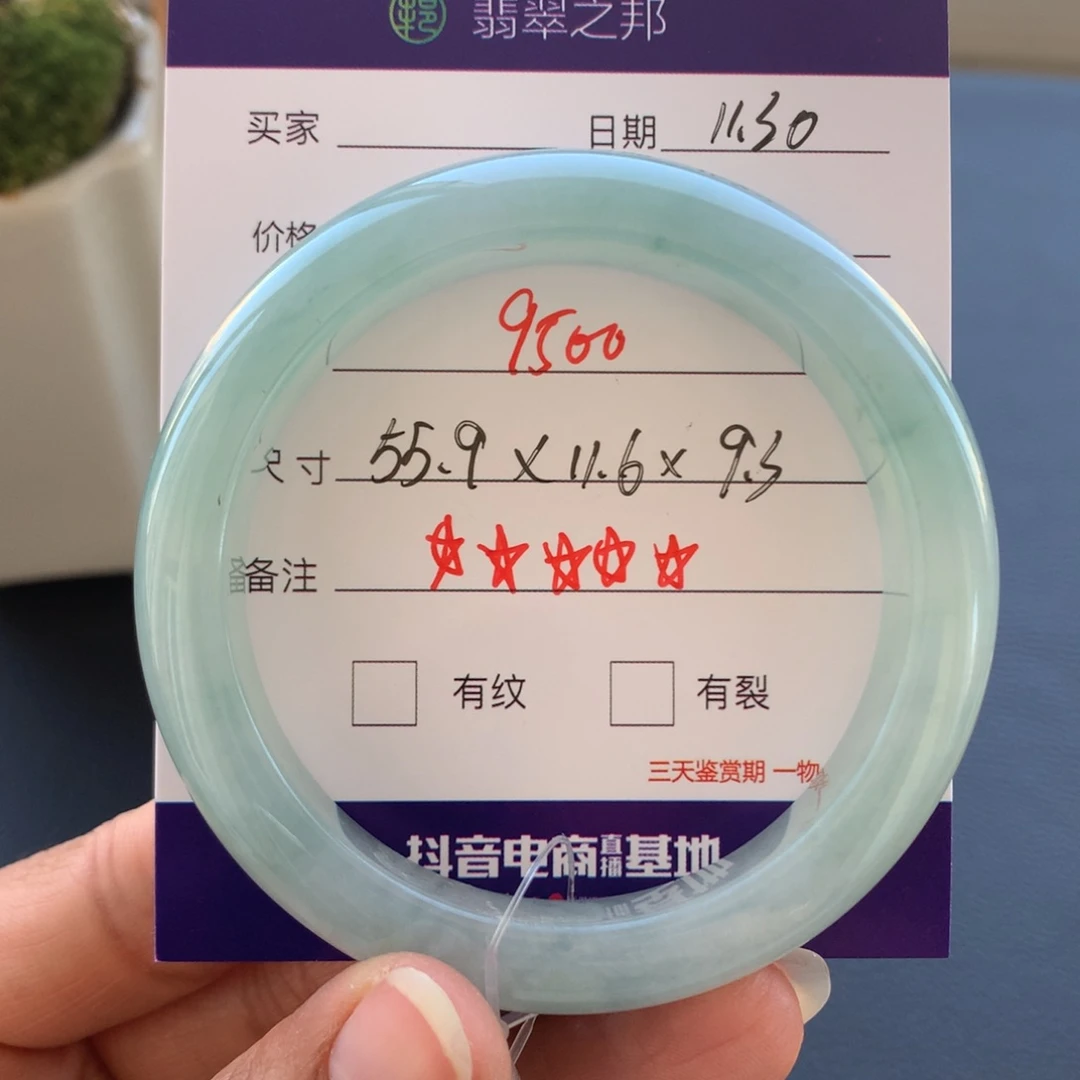 翡翠之邦
买家 日期 11.30
价格
9500
尺寸 55.9 x 11.6 x 9.3
备注 ☆☆☆☆☆
有纹 有裂
三天鉴赏期 一物
抖音电商直播基地